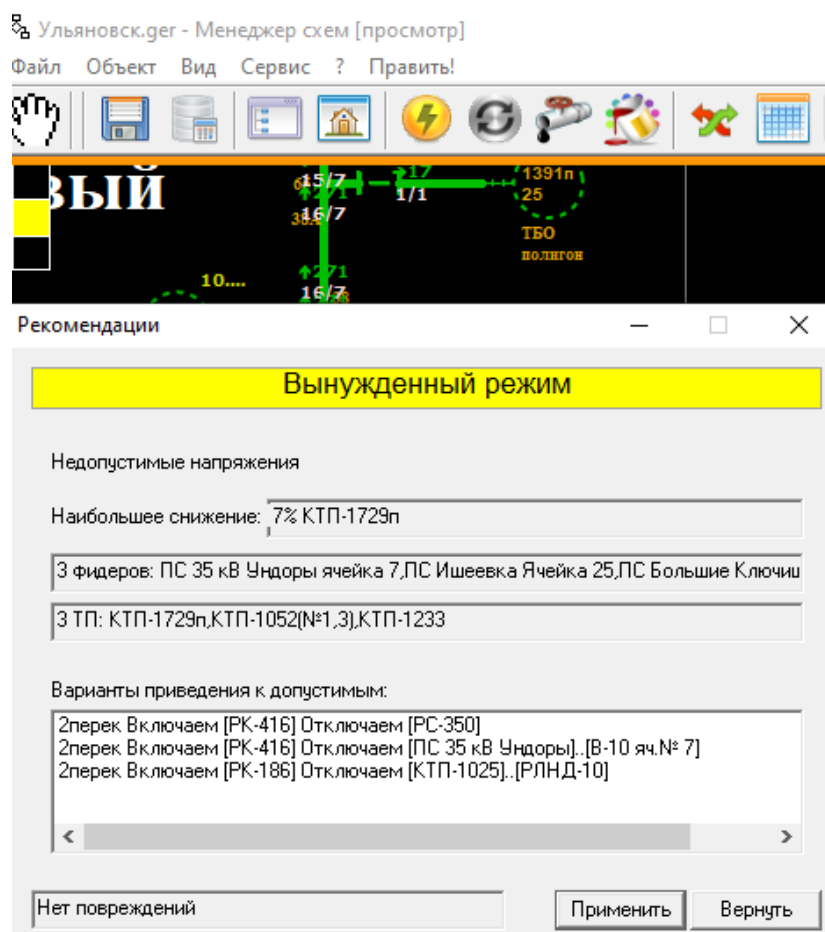 Ульяновск.ger - Менеджер схем [просмотр]
Файл Объект Вид Сервис ? Править!
ВЫЙ
15/7
271
16/7
17
1/1
1391п
25
ТБО
полигон
10....
271
16/7
Рекомендации
Вынужденный режим
Недопустимые напряжения
Наибольшее снижение: 7% КТП-1729п
3 фидеров: ПС 35 кВ Ундоры ячейка 7,ПС Ишеевка Ячейка 25,ПС Большие Ключищ
3 ТП: КТП-1729п,КТП-1052(№1,3),КТП-1233
Варианты приведения к допустимым:
2перек Включаем [РК-416] Отключаем [РС-350]
2перек Включаем [РК-416] Отключаем [ПС 35 кВ Ундоры]..[В-10 яч.№ 7]
2перек Включаем [РК-186] Отключаем [КТП-1025]..[РЛНД-10]
Нет повреждений
Применить
Вернуть